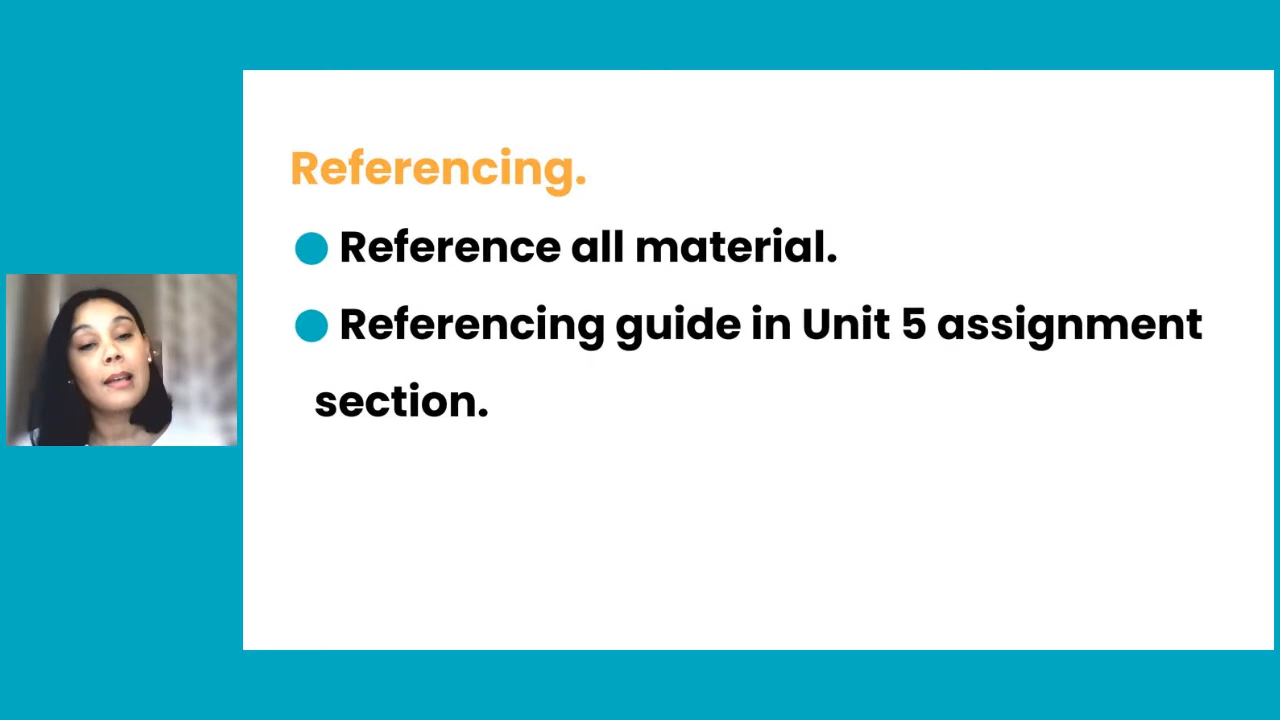 Referencing.
Reference all material.
Referencing guide in Unit 5 assignment
section.